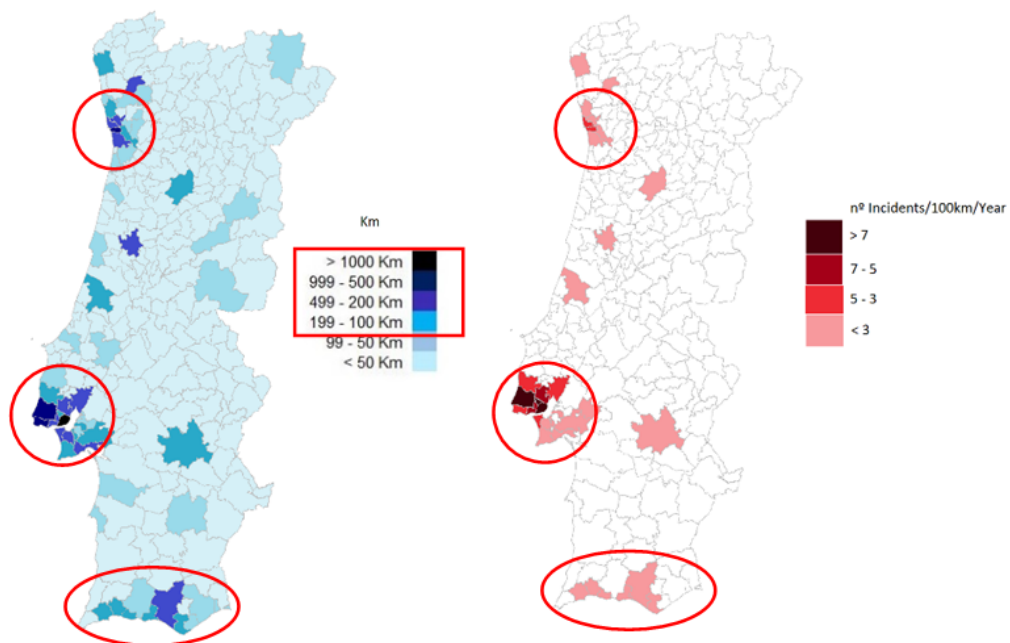 Km
> 1000 Km
999 - 500 Km
499 - 200 Km
199 - 100 Km
99 - 50 Km
< 50 Km
nº Incidents/100km/Year
> 7
7 - 5
5 - 3
< 3